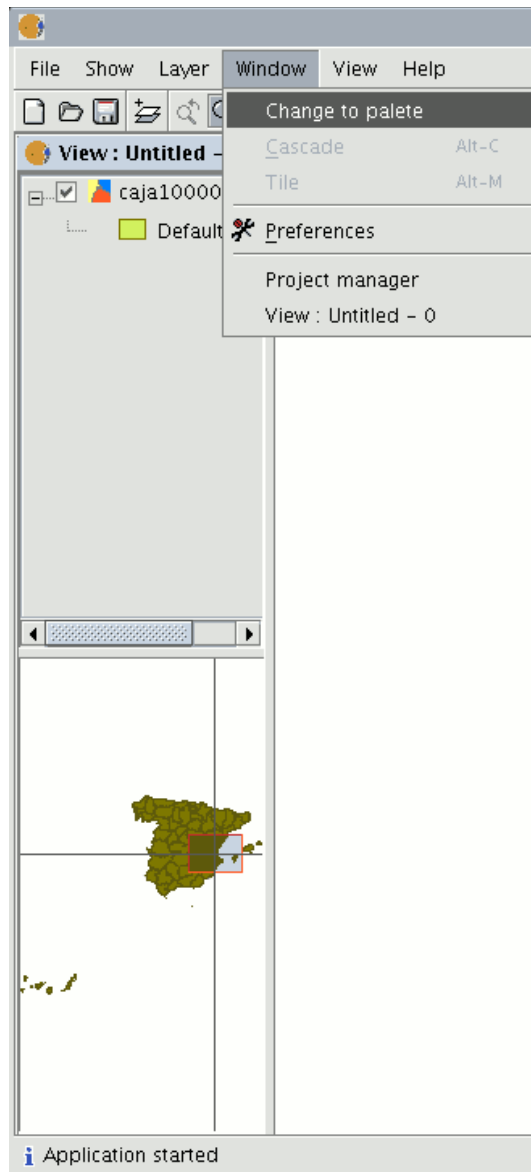 File Show Layer Window View Help
Change to palete
Cascade Alt-C
Tile Alt-M
Preferences
Project manager
View : Untitled - 0
View : Untitled -
caja10000
Default
Application started